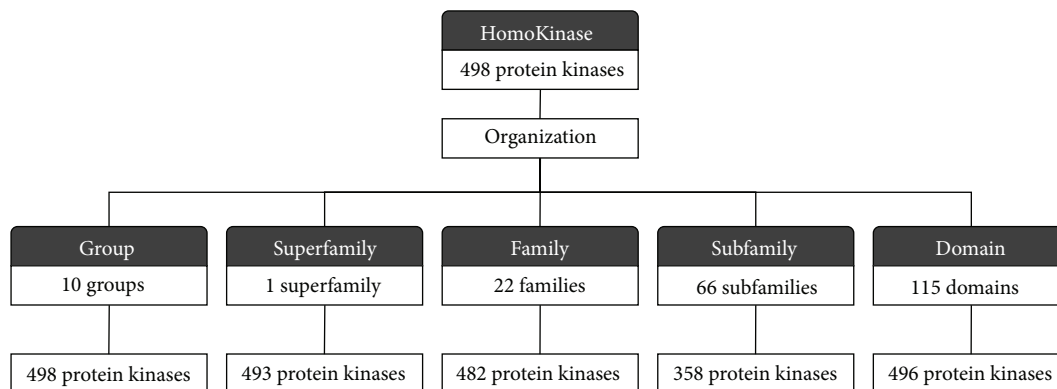 HomoKinase
498 protein kinases
Organization
Group
Superfamily
Family
Subfamily
Domain
10 groups
1 superfamily
22 families
66 subfamilies
115 domains
498 protein kinases
493 protein kinases
482 protein kinases
358 protein kinases
496 protein kinases